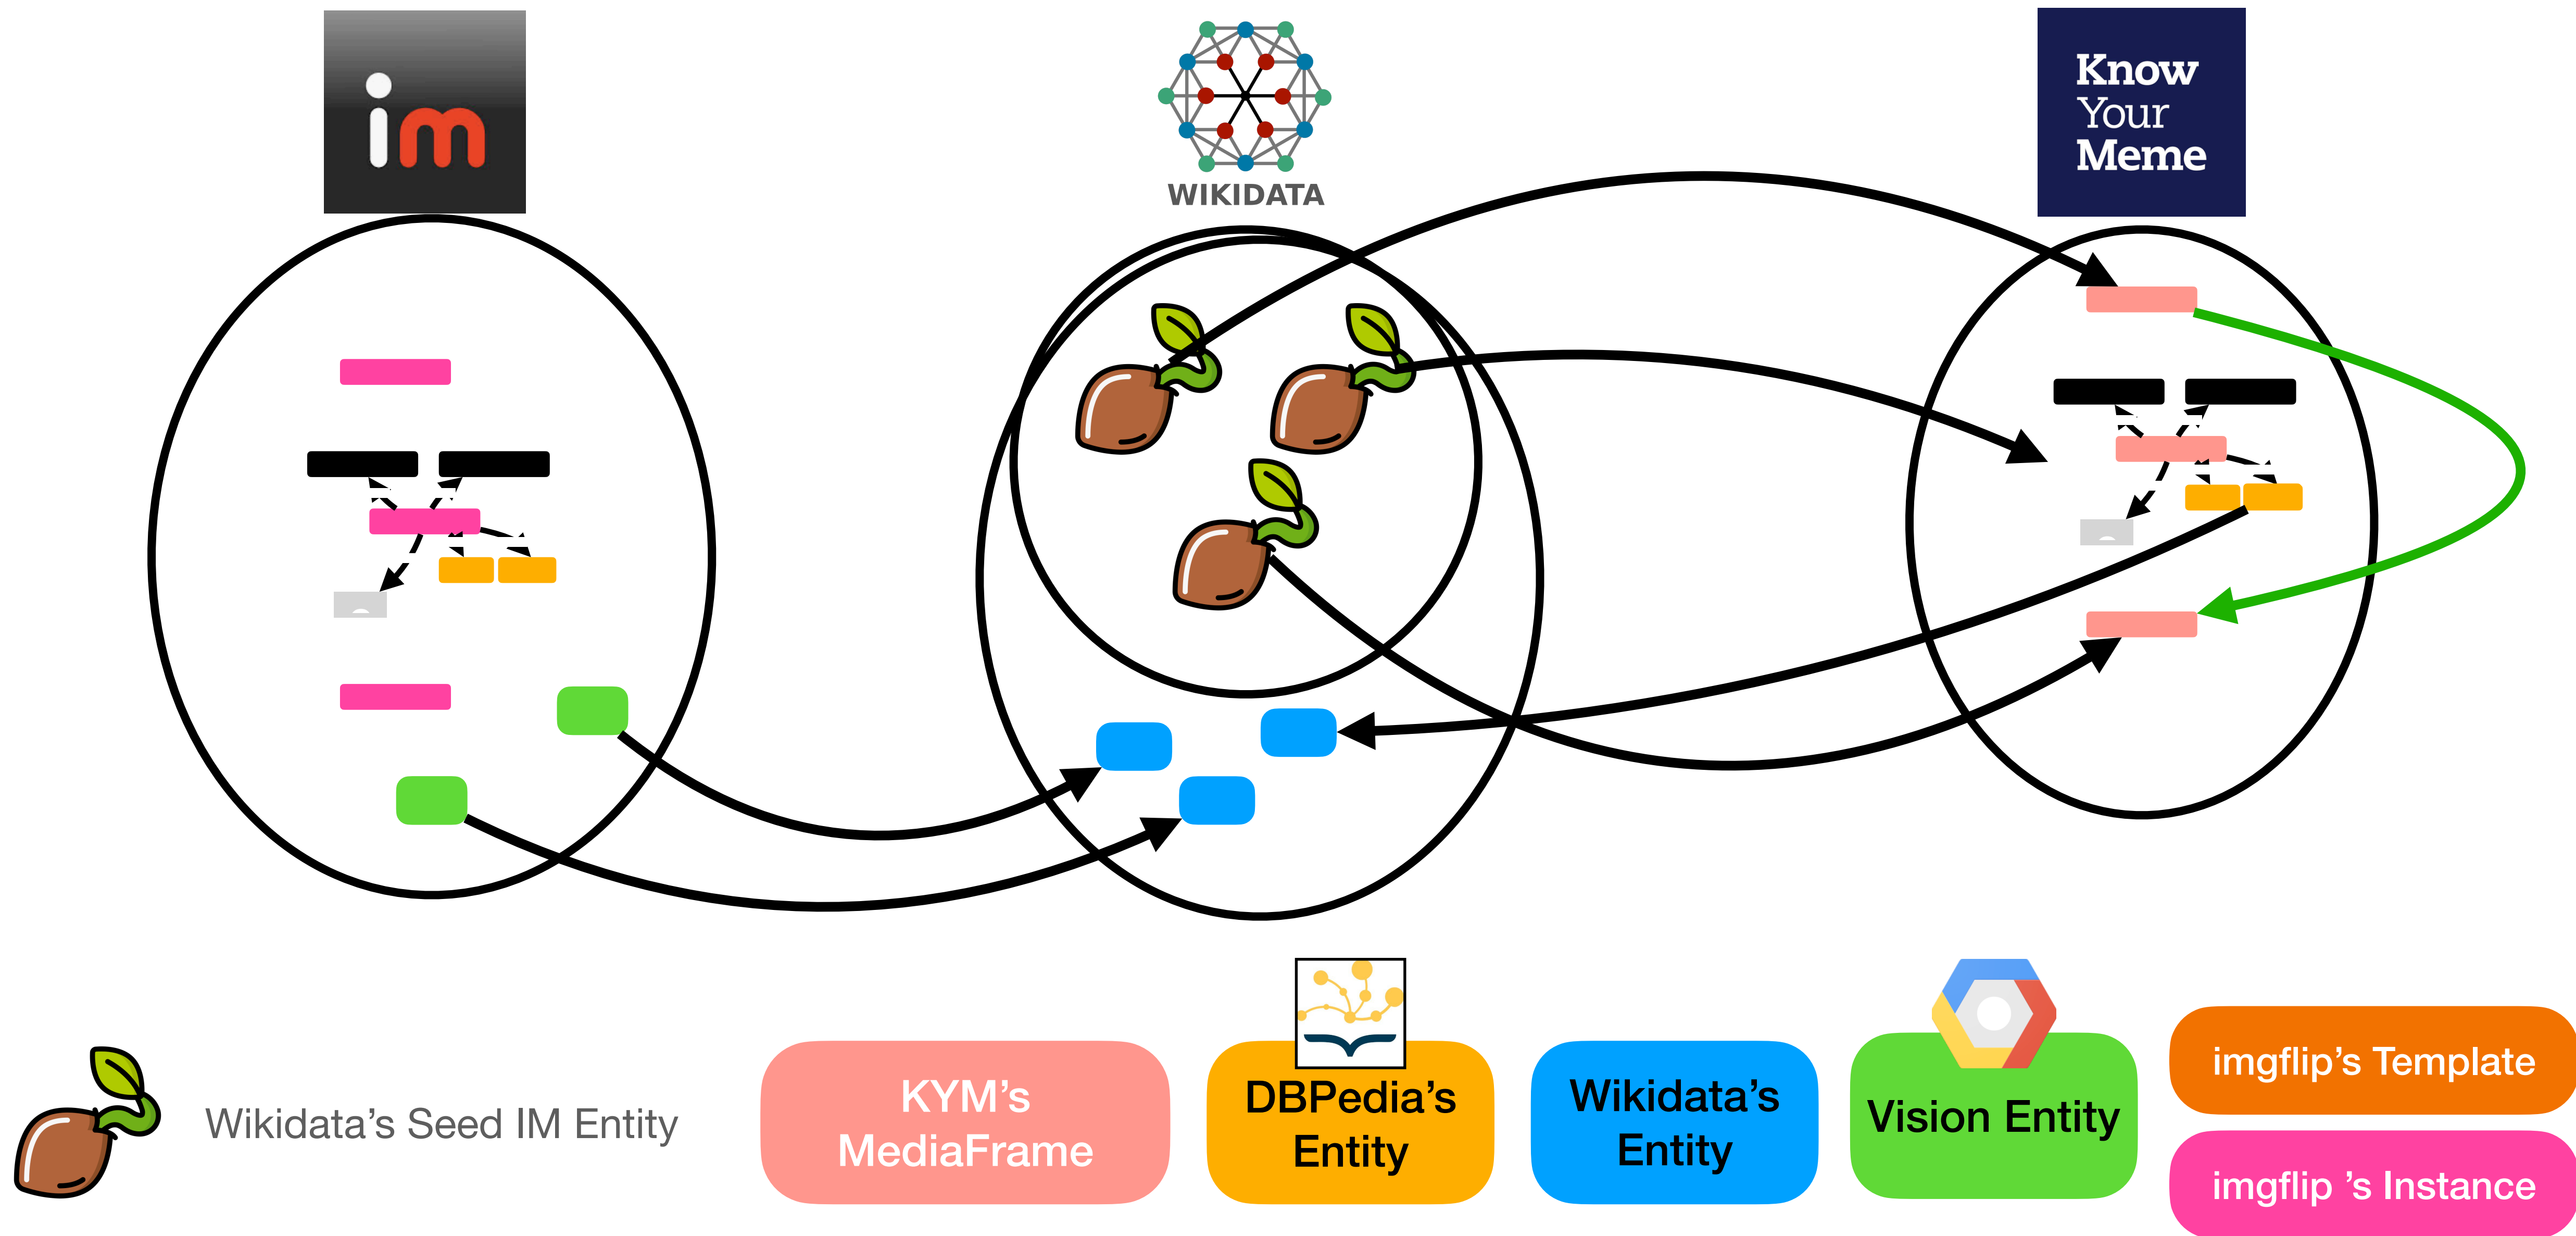 im
WIKIDATA
Know
Your
Meme
Wikidata's Seed IM Entity
KYM's
MediaFrame
DBPedia's
Entity
Wikidata's
Entity
Vision Entity
imgflip's Template
imgflip 's Instance